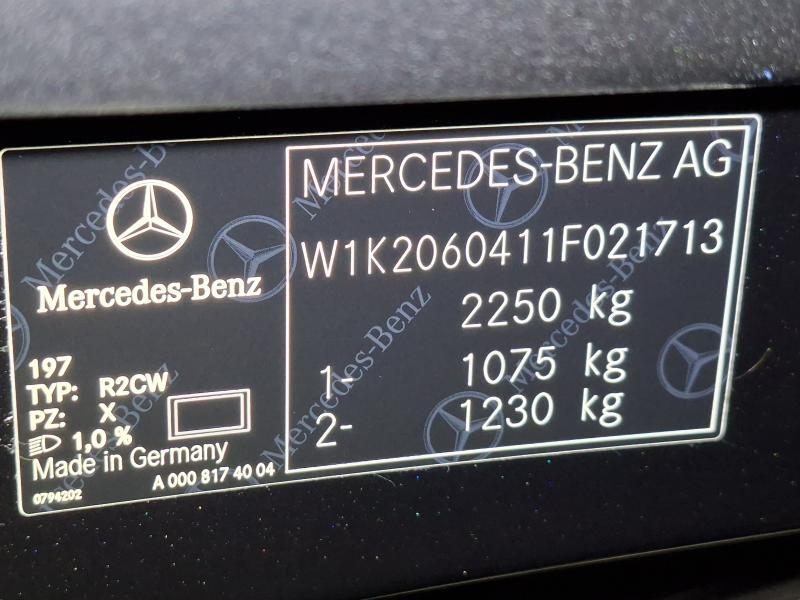 Mercedes-Benz
197
TYP: R2CW
PZ: X
1,0 %
Made in Germany
0794202
A 000 817 40 04
MERCEDES-BENZ AG
W1K2060411F021713
2250 kg
1- 1075 kg
2- 1230 kg